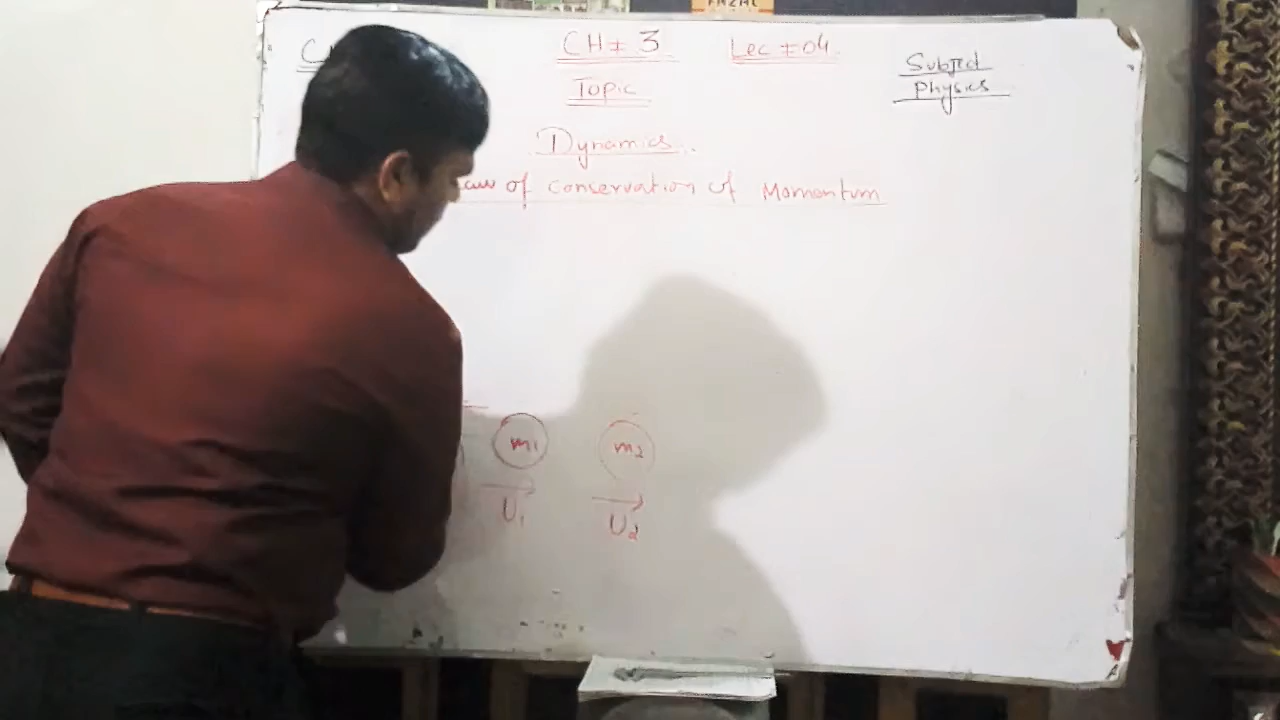 CH # 3 Lec # 04
Subject
Physics
Topic
Dynamics
of conservation of Momentum
m1 m2
U1 U2